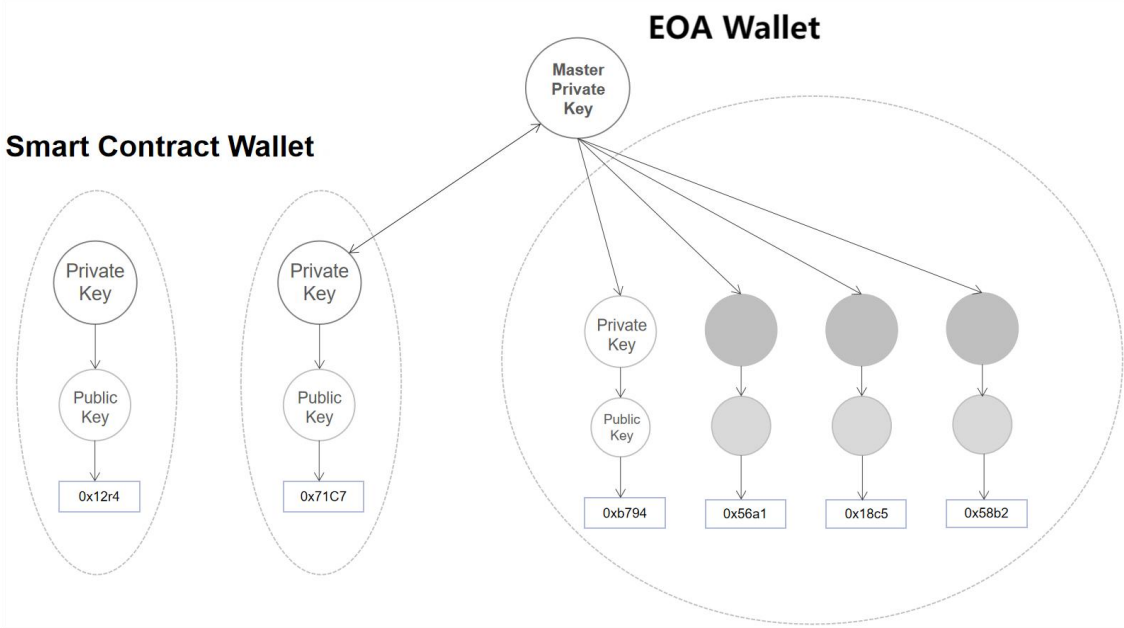 EOA Wallet
Master
Private
Key
Smart Contract Wallet
Private
Key
Public
Key
0x12r4
Private
Key
Public
Key
0x71C7
Private
Key
Public
Key
0xb794
0x56a1
0x18c5
0x58b2